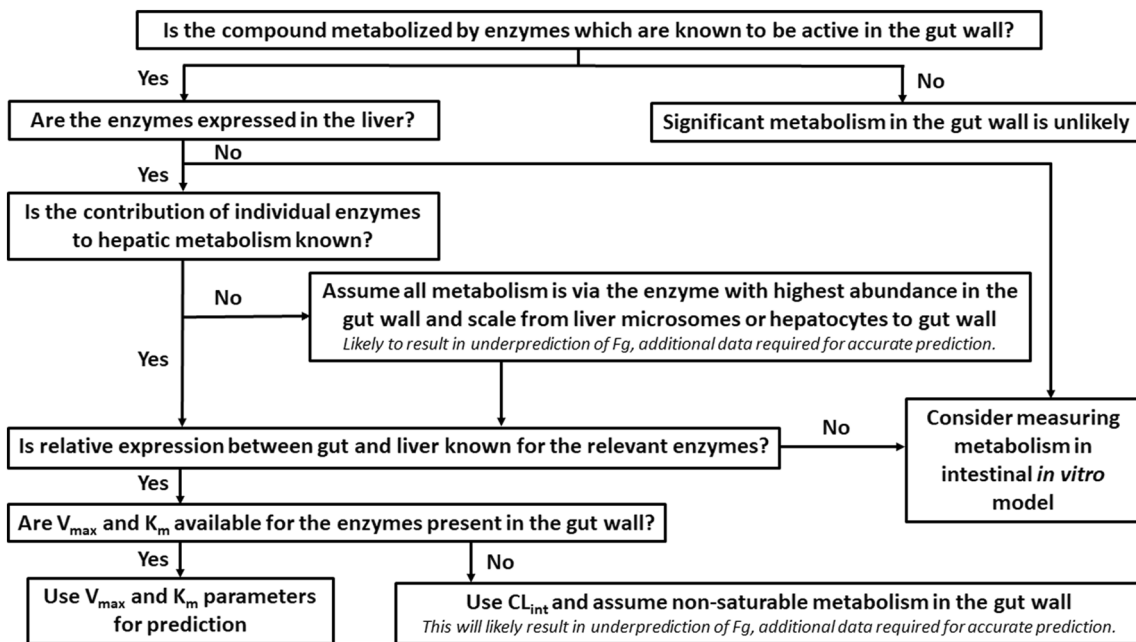 Is the compound metabolized by enzymes which are known to be active in the gut wall?
Yes
No
Are the enzymes expressed in the liver?
Significant metabolism in the gut wall is unlikely
No
Yes
Is the contribution of individual enzymes
to hepatic metabolism known?
No
Assume all metabolism is via the enzyme with highest abundance in the
gut wall and scale from liver microsomes or hepatocytes to gut wall
Likely to result in underprediction of Fg, additional data required for accurate prediction.
Yes
Is relative expression between gut and liver known for the relevant enzymes?
No
Consider measuring
metabolism in
intestinal in vitro
model
Yes
Are Vmax and Km available for the enzymes present in the gut wall?
Yes
No
Use Vmax and Km parameters
for prediction
Use CLint and assume non-saturable metabolism in the gut wall
This will likely result in underprediction of Fg, additional data required for accurate prediction.